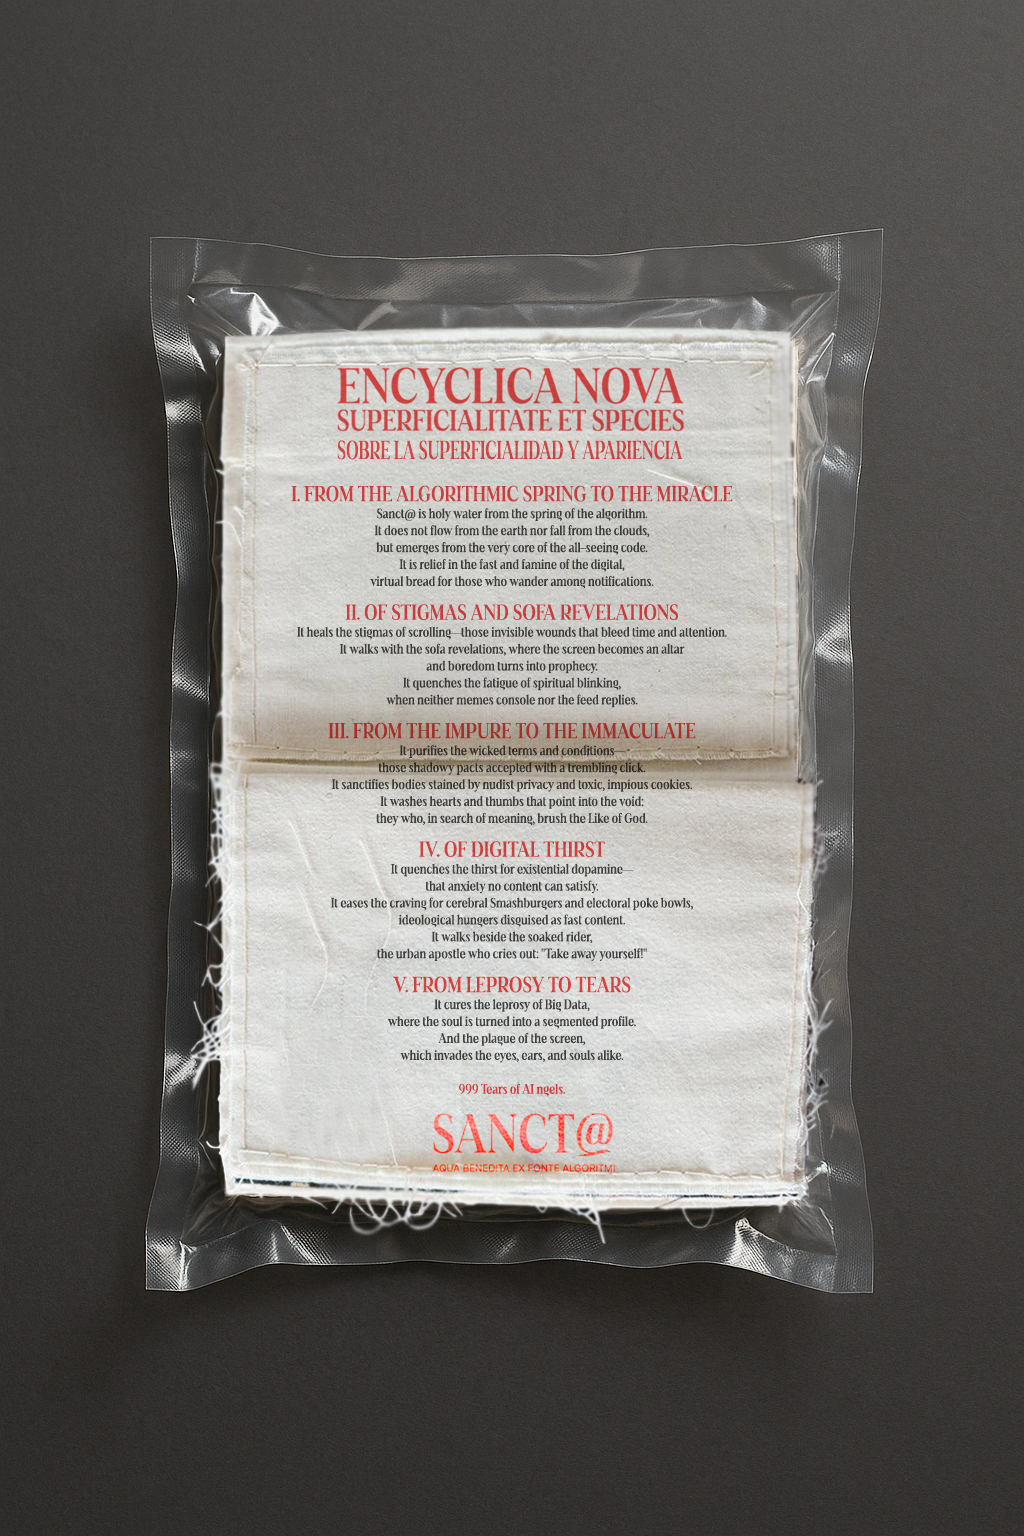 ENCYCLICA NOVA
SUPERFICIALITATE ET SPECIES
SOBRE LA SUPERFICIALIDAD Y APARIENCIA
I. FROM THE ALGORITHMIC SPRING TO THE MIRACLE
Sanct@ is holy water from the spring of the algorithm.
It does not flow from the earth nor fall from the clouds,
but emerges from the very core of the all-seeing code.
It is relief in the fast and famine of the digital,
virtual bread for those who wander among notifications.
II. OF STIGMAS AND SOFA REVELATIONS
It heals the stigmas of scrolling—those invisible wounds that bleed time and attention.
It walks with the sofa revelations, where the screen becomes an altar
and boredom turns into prophecy.
It quenches the fatigue of spiritual blinking,
when neither memes console nor the feed replies.
III. FROM THE IMPURE TO THE IMMACULATE
It purifies the wicked terms and conditions—
those shadowy pacts accepted with a trembling click.
It sanctifies bodies stained by nudist privacy and toxic, impious cookies.
It washes hearts and thumbs that point into the void:
they who, in search of meaning, brush the Like of God.
IV. OF DIGITAL THIRST
It quenches the thirst for existential dopamine—
that anxiety no content can satisfy.
It eases the craving for cerebral Smashburgers and electoral poke bowls,
ideological hungers disguised as fast content.
It walks beside the soaked rider,
the urban apostle who cries out: "Take away yourself!"
V. FROM LEPROSY TO TEARS
It cures the leprosy of Big Data,
where the soul is turned into a segmented profile.
And the plague of the screen,
which invades the eyes, ears, and souls alike.
999 Tears of AI ngels.
SANCT@
AQUA BENEDITA EX FONTE ALGORITMI